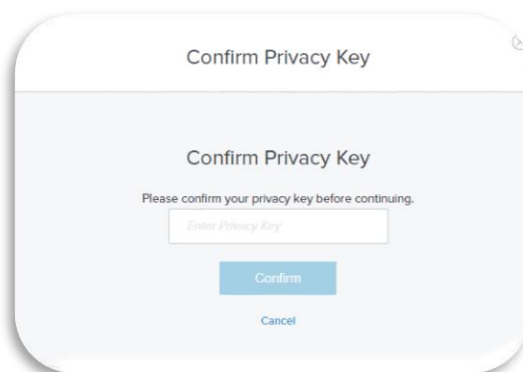 Confirm Privacy Key
Confirm Privacy Key
Please confirm your privacy key before continuing.
Enter Privacy Key
Confirm
Cancel